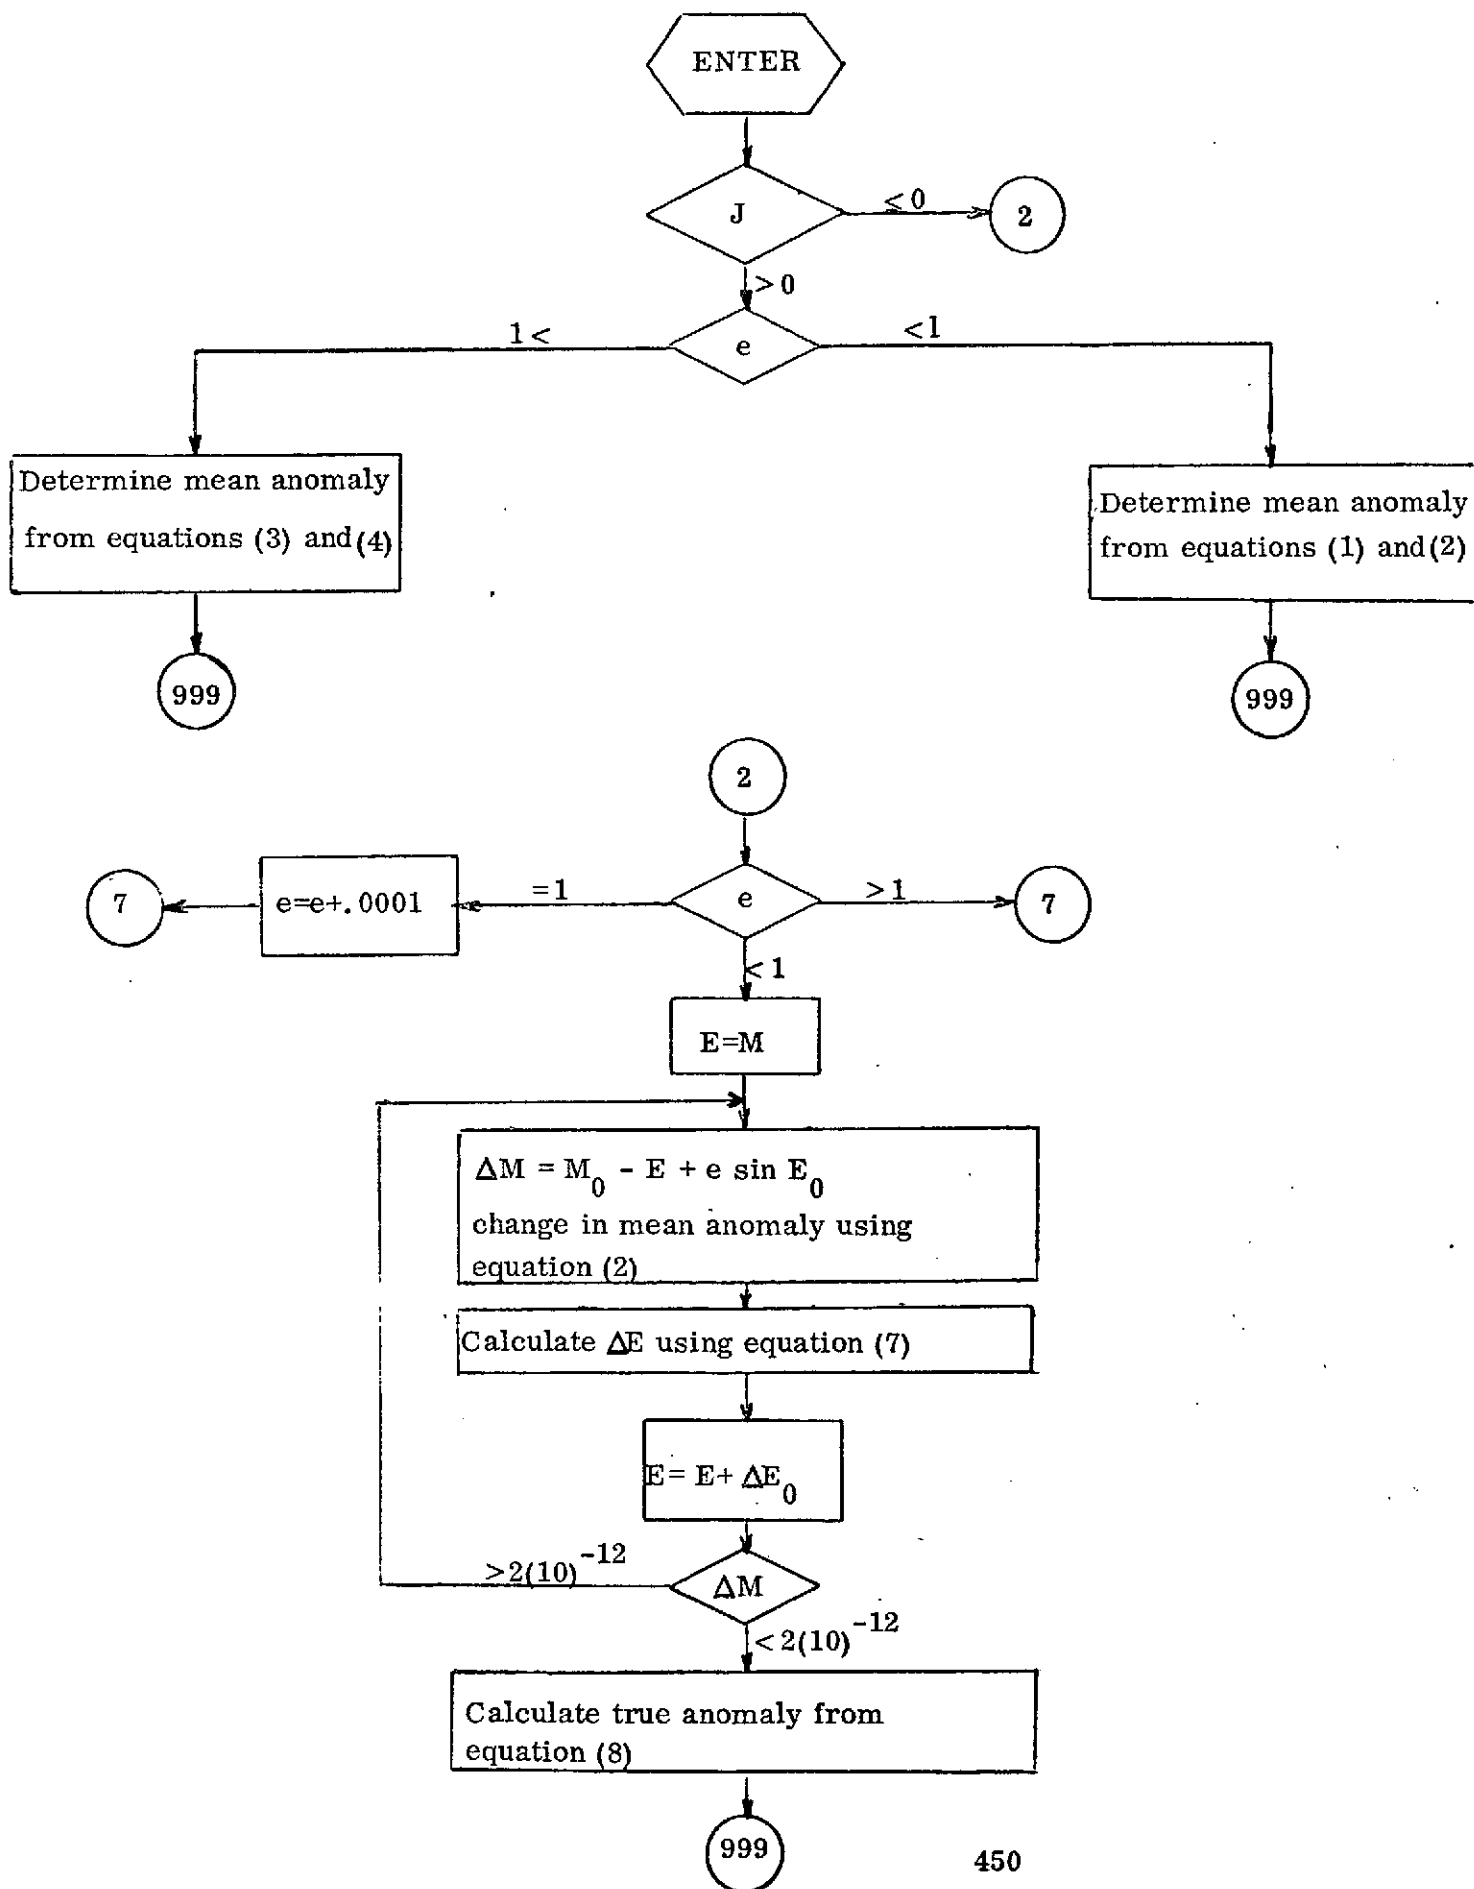 ENTER
J
≤0
2
>0
1<
e
<1
Determine mean anomaly
from equations (3) and (4)
Determine mean anomaly
from equations (1) and (2)
999
999
2
7
e=e+.0001
=1
e
>1
7
<1
E=M
ΔM = M₀ - E + e sin E₀
change in mean anomaly using
equation (2)
Calculate ΔE using equation (7)
E= E+ ΔE₀
>2(10)⁻¹²
ΔM
<2(10)⁻¹²
Calculate true anomaly from
equation (8)
999
450